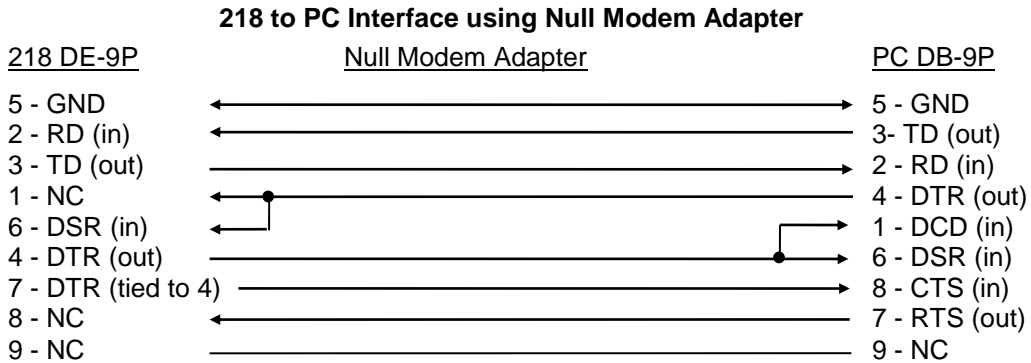 218 to PC Interface using Null Modem Adapter
218 DE-9P Null Modem Adapter PC DB-9P
5 - GND 5 - GND
2 - RD (in) 3- TD (out)
3 - TD (out) 2 - RD (in)
1 - NC 4 - DTR (out)
6 - DSR (in) 1 - DCD (in)
4 - DTR (out) 6 - DSR (in)
7 - DTR (tied to 4) 8 - CTS (in)
8 - NC 7 - RTS (out)
9 - NC 9 - NC